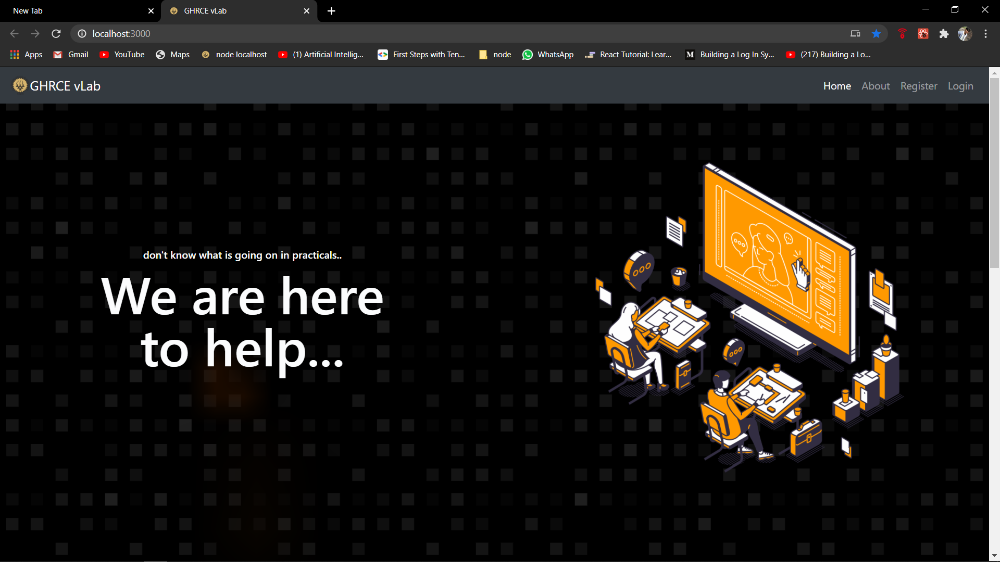 New Tab
GHRCE vLab
localhost:3000
Apps
Gmail
YouTube
Maps
node localhost
(1) Artificial Intellig...
First Steps with Ten...
node
WhatsApp
React Tutorial: Lear...
M
Building a Log In Sy...
(217) Building a Lo...
GHRCE vLab
Home
About
Register
Login
don't know what is going on in practicals..
We are here
to help...